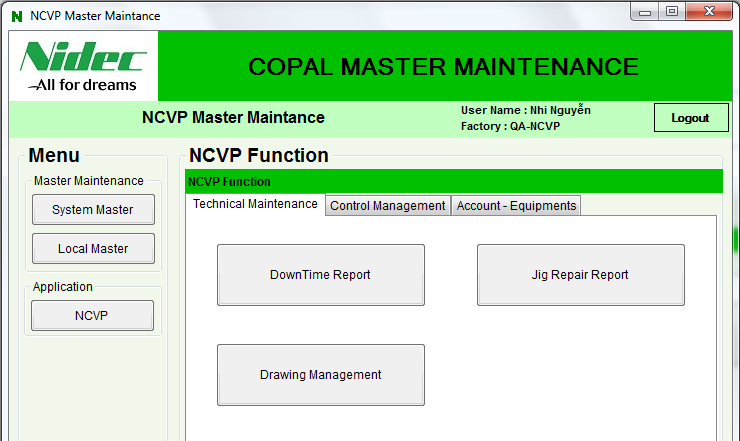 NCVP Master Maintance
Nidec
All for dreams
COPAL MASTER MAINTENANCE
NCVP Master Maintance
User Name : Nhi Nguyễn
Factory : QA-NCVP
Logout
Menu
Master Maintenance
System Master
Local Master
Application
NCVP
NCVP Function
NCVP Function
Technical Maintenance
Control Management
Account - Equipments
DownTime Report
Jig Repair Report
Drawing Management